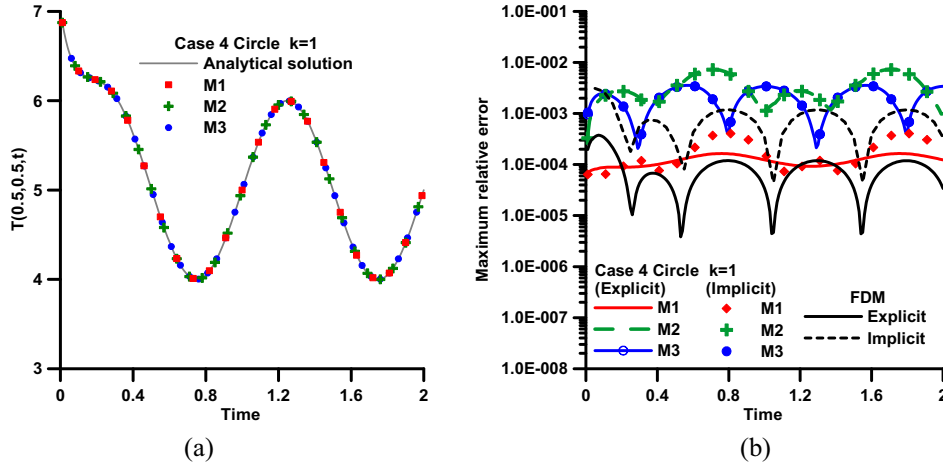 7
6
5
4
3
T(0.5,0.5,t)
Case 4 Circle k=1
Analytical solution
M1
M2
M3
0 0.4 0.8 1.2 1.6 2
Time
(a)
1.0E-001
1.0E-002
1.0E-003
1.0E-004
1.0E-005
1.0E-006
1.0E-007
1.0E-008
Maximum relative error
Case 4 Circle k=1
(Explicit) (Implicit)
M1 M1
M2 M2
M3 M3
FDM
Explicit
Implicit
0 0.4 0.8 1.2 1.6 2
Time
(b)